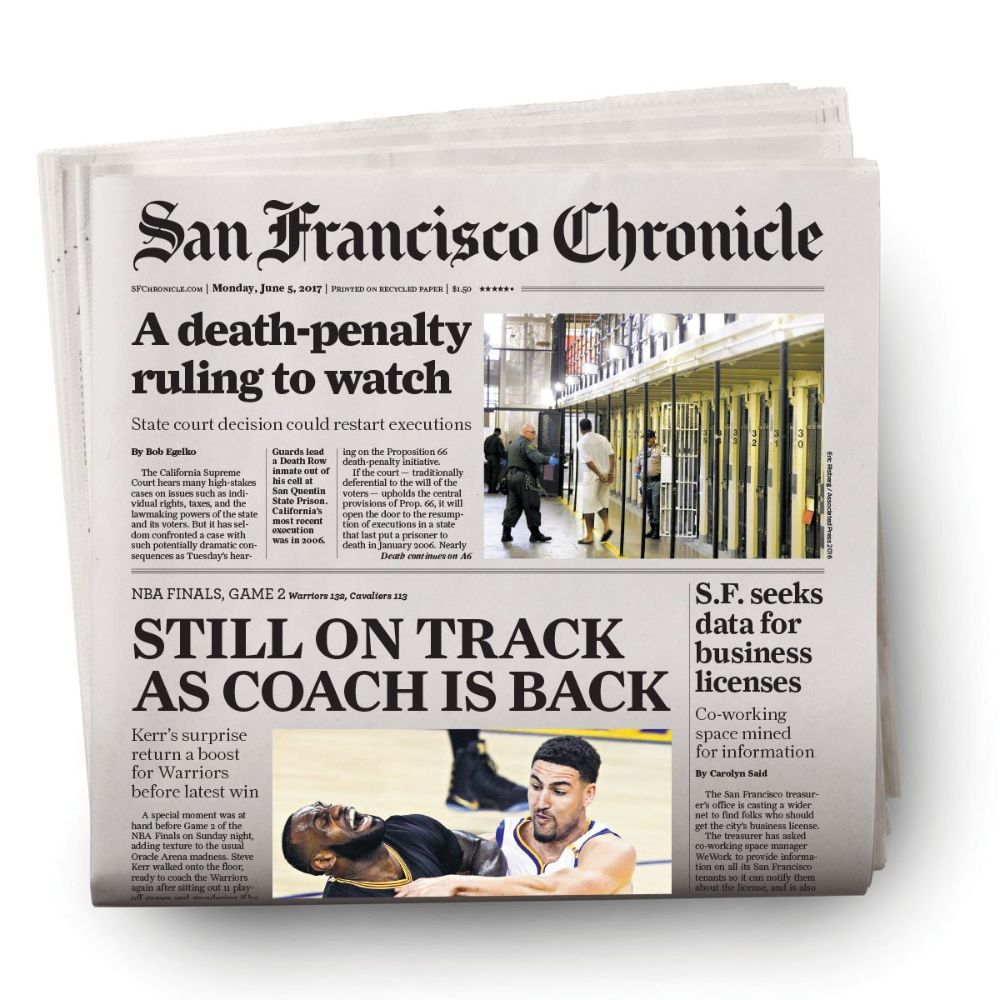 San Francisco Chronicle
SFCHRONICLE.COM | Monday, June 5, 2017 | PRINTED ON RECYCLED PAPER | $1.50 ★★★★★•
A death-penalty
ruling to watch
State court decision could restart executions
By Bob Egelko
The California Supreme
Court hears many high-stakes
cases on issues such as indi-
vidual rights, taxes, and the
lawmaking powers of the state
and its voters. But it has sel-
dom confronted a case with
such potentially dramatic con-
sequences as Tuesday's hear-
Guards lead
a Death Row
inmate out of
his cell at
San Quentin
State Prison.
California's
most recent
execution
was in 2006.
ing on the Proposition 66
death-penalty initiative.
If the court — traditionally
deferential to the will of the
voters — upholds the central
provisions of Prop. 66, it will
open the door to the resump-
tion of executions in a state
that last put a prisoner to
death in January 2006. Nearly
Death continues on A6
Eric Risberg / Associated Press 2016
NBA FINALS, GAME 2 Warriors 132, Cavaliers 113
STILL ON TRACK
AS COACH IS BACK
Kerr's surprise
return a boost
for Warriors
before latest win
A special moment was at
hand before Game 2 of the
NBA Finals on Sunday night,
adding texture to the usual
Oracle Arena madness. Steve
Kerr walked onto the floor,
ready to coach the Warriors
again after sitting out 11 play-
off games and wondering if he
S.F. seeks
data for
business
licenses
Co-working
space mined
for information
By Carolyn Said
The San Francisco treasur-
er's office is casting a wider
net to find folks who should
get the city's business license.
The treasurer has asked
co-working space manager
WeWork to provide informa-
tion on all its San Francisco
tenants so it can notify them
about the license, and is also